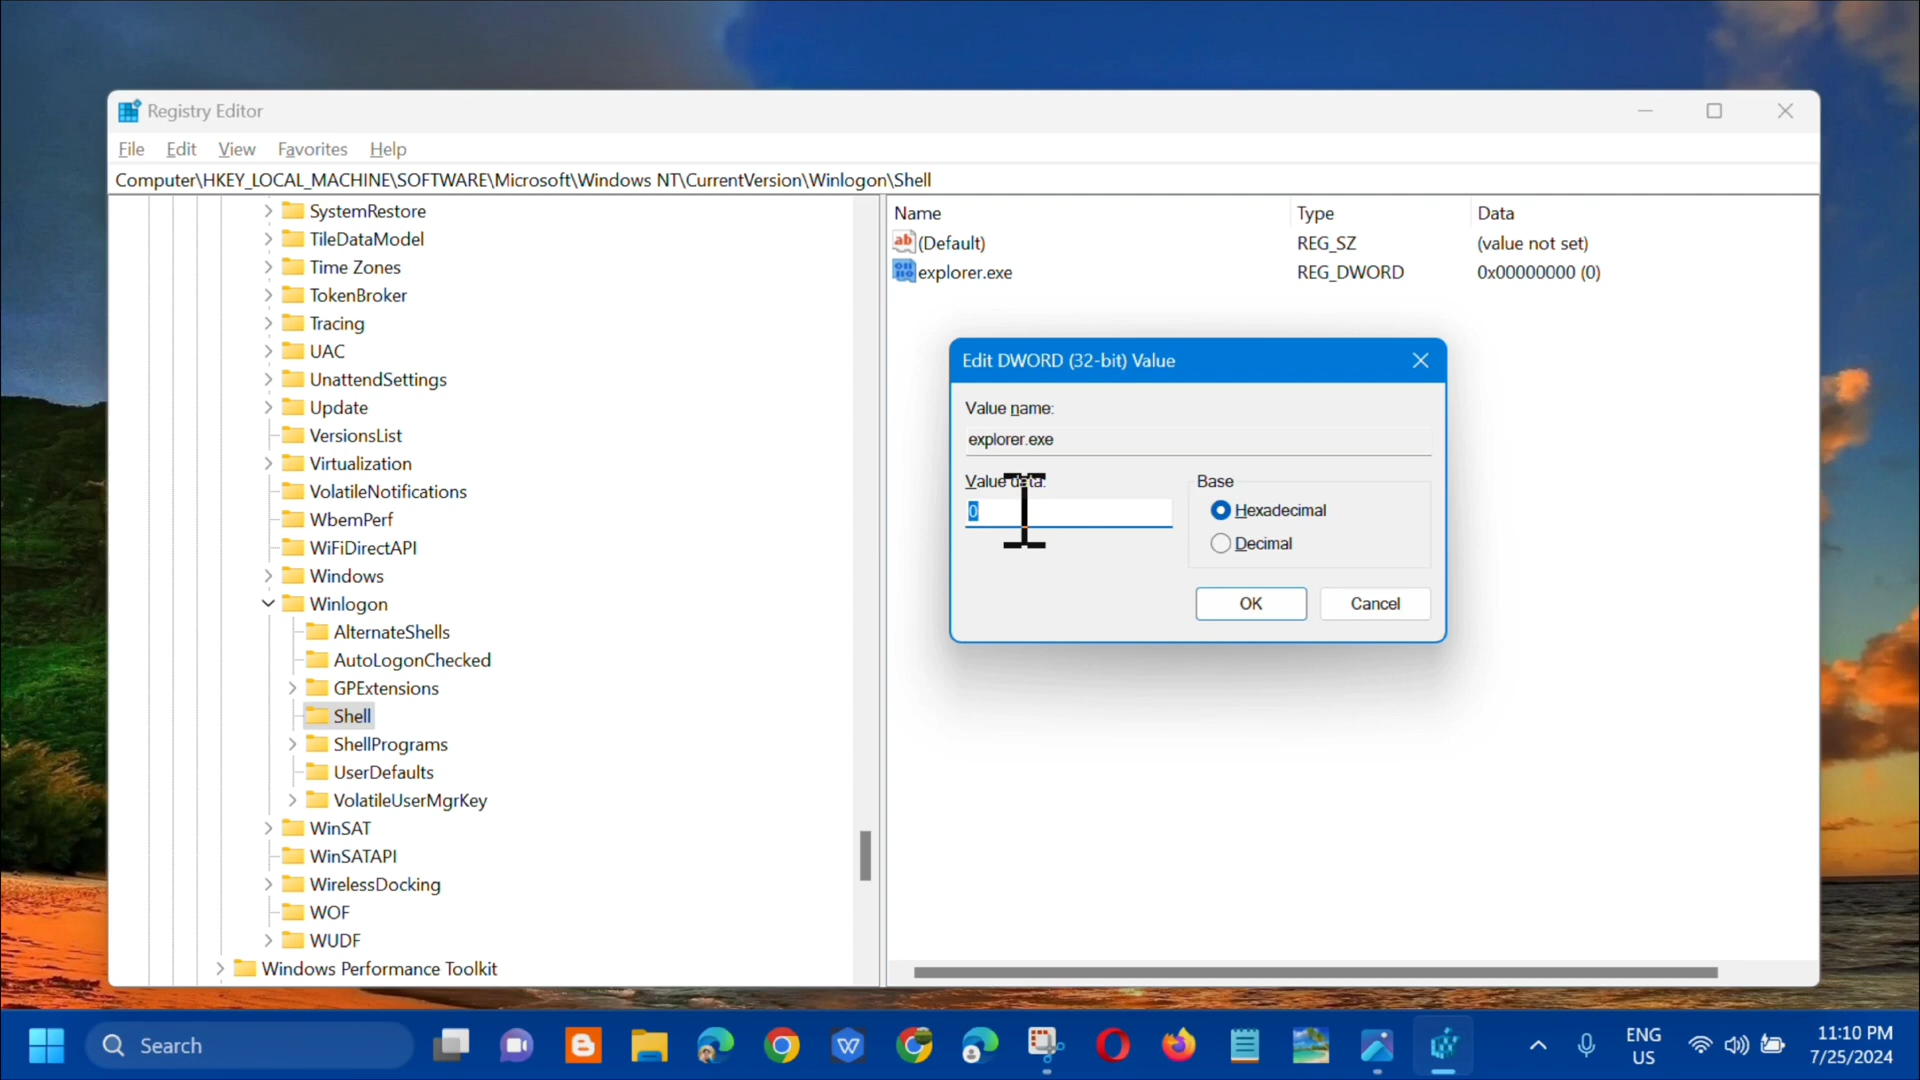 Registry Editor
File Edit View Favorites Help
Computer\HKEY_LOCAL_MACHINE\SOFTWARE\Microsoft\Windows NT\CurrentVersion\Winlogon\Shell
SystemRestore
TileDataModel
Time Zones
TokenBroker
Tracing
UAC
UnattendSettings
Update
VersionsList
Virtualization
VolatileNotifications
WbemPerf
WiFiDirectAPI
Windows
Winlogon
AlternateShells
AutoLogonChecked
GPExtensions
Shell
ShellPrograms
UserDefaults
VolatileUserMgrKey
WinSAT
WinSATAPI
WirelessDocking
WOF
WUDF
Windows Performance Toolkit
Name Type Data
ab (Default) REG_SZ (value not set)
explorer.exe REG_DWORD 0x00000000 (0)
Edit DWORD (32-bit) Value
Value name:
explorer.exe
Value data:
0
Base
Hexadecimal
Decimal
OK Cancel
Search
ENG
US
11:10 PM
7/25/2024